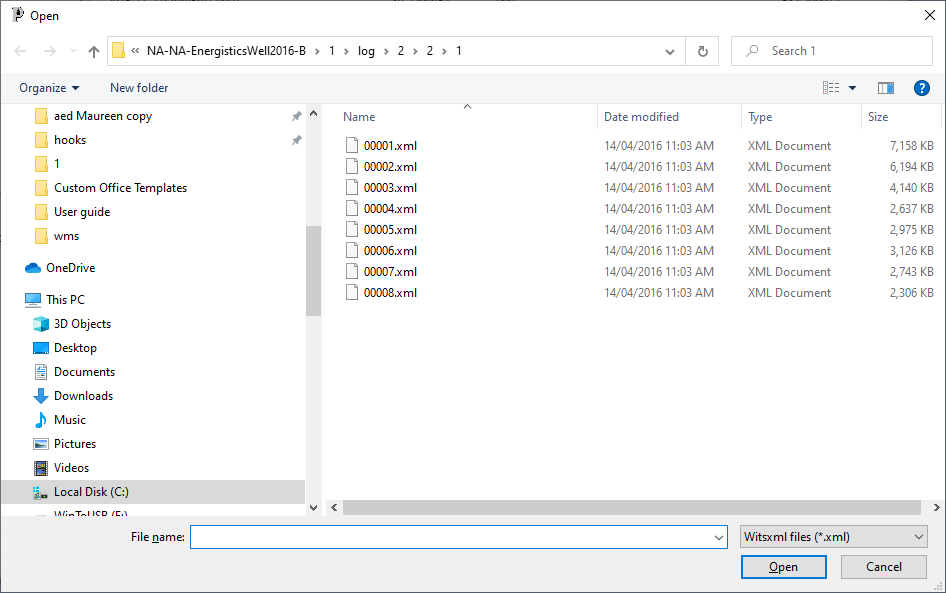 Open
« NA-NA-EnergisticsWell2016-B › 1 › log › 2 › 2 › 1
Search 1
Organize New folder
aed Maureen copy
hooks
1
Custom Office Templates
User guide
wms
OneDrive
This PC
3D Objects
Desktop
Documents
Downloads
Music
Pictures
Videos
Local Disk (C:)
WinToUSB (F:)
Name Date modified Type Size
00001.xml 14/04/2016 11:03 AM XML Document 7,158 KB
00002.xml 14/04/2016 11:03 AM XML Document 6,194 KB
00003.xml 14/04/2016 11:03 AM XML Document 4,140 KB
00004.xml 14/04/2016 11:03 AM XML Document 2,637 KB
00005.xml 14/04/2016 11:03 AM XML Document 2,975 KB
00006.xml 14/04/2016 11:03 AM XML Document 3,126 KB
00007.xml 14/04/2016 11:03 AM XML Document 2,743 KB
00008.xml 14/04/2016 11:03 AM XML Document 2,306 KB
File name:
Witsxml files (*.xml)
Open Cancel